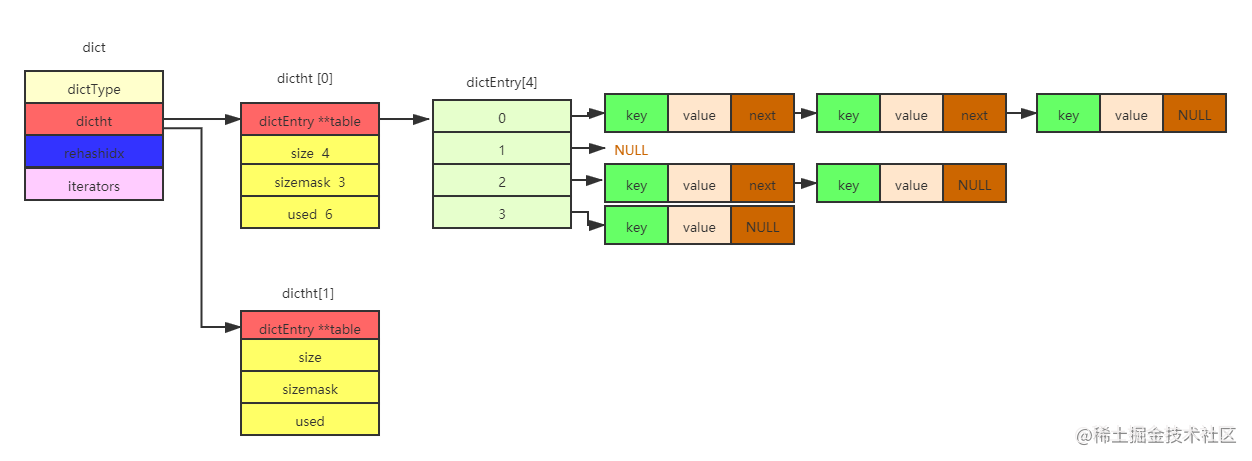 dict
dictType
dictht
rehashidx
iterators
dictht [0]
dictEntry **table
size 4
sizemask 3
used 6
dictEntry[4]
0
1
2
3
key value next
key value next
key value NULL
NULL
key value next
key value NULL
key value NULL
dictht[1]
dictEntry **table
size
sizemask
used
@稀土掘金技术社区